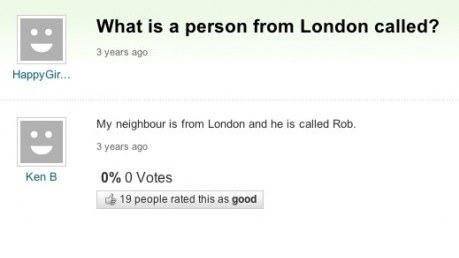 What is a person from London called?
3 years ago
HappyGir...
My neighbour is from London and he is called Rob.
3 years ago
Ken B
0% 0 Votes
19 people rated this as good